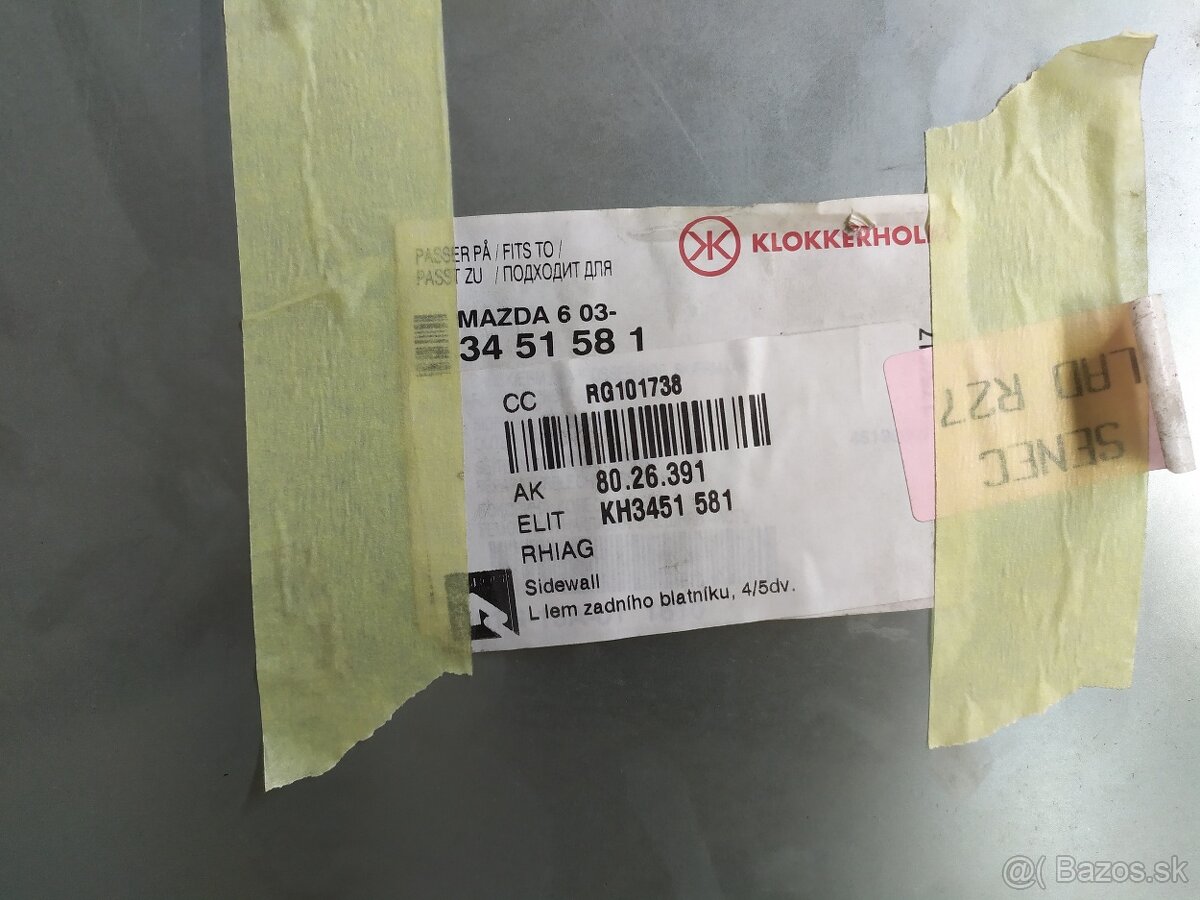 PASSER PÅ / FITS TO /
PASST ZU / ПОДХОДИТ ДЛЯ
KLOKKERHOL
MAZDA 6 03-
34 51 58 1
CC RG101738
AK 80.26.391
ELIT KH3451 581
RHIAG
Sidewall
L lem zadního blatníku, 4/5dv.
SENEC
LAD R27
@( Bazos.sk